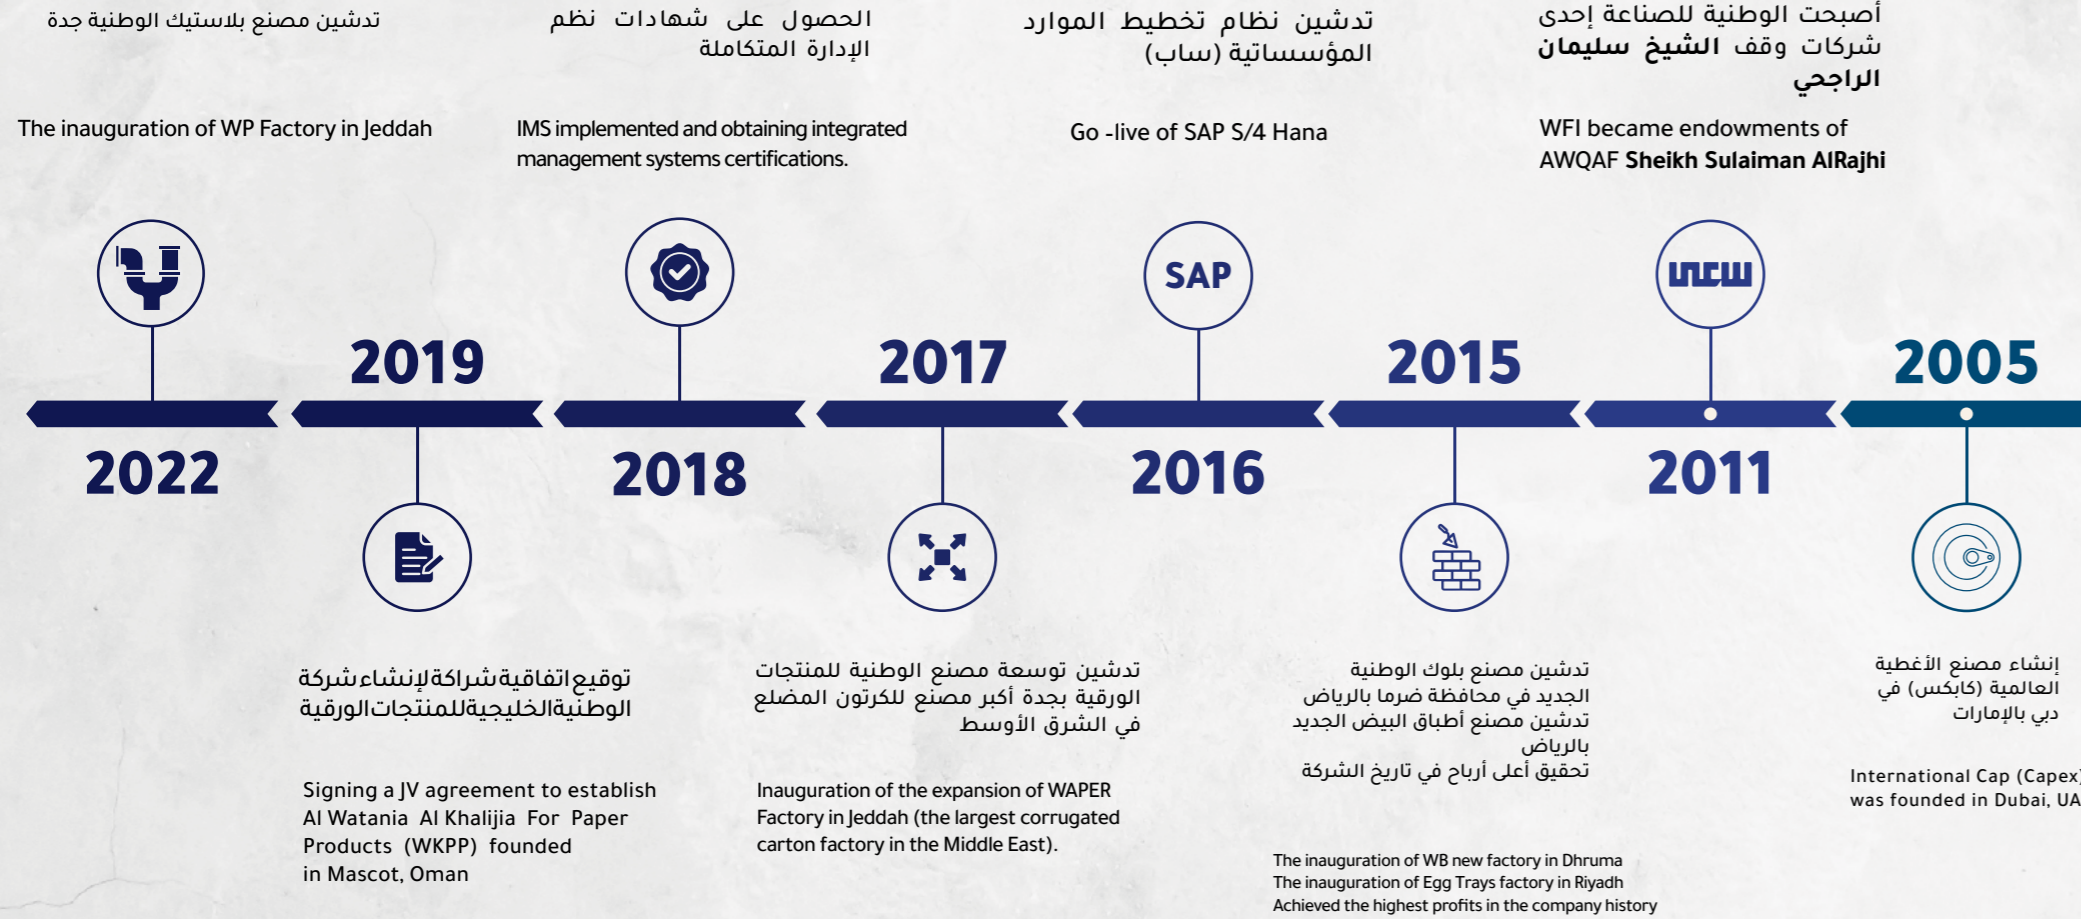 تدشين مصنع بلاستيك الوطنية جدة
The inauguration of WP Factory in Jeddah
الحصول على شهادات نظم
الإدارة المتكاملة
IMS implemented and obtaining integrated
management systems certifications.
تدشين نظام تخطيط الموارد
المؤسساتية (ساب)
Go -live of SAP S/4 Hana
أصبحت الوطنية للصناعة إحدى
شركات وقف الشيخ سليمان
الراجحي
WFI became endowments of
AWQAF Sheikh Sulaiman AlRajhi
SAP
2019
2017
2015
2005
2022
2018
2016
2011
توقيع اتفاقية شراكة لإنشاء شركة
الوطنية الخليجية للمنتجات الورقية
Signing a JV agreement to establish
Al Watania Al Khalijia For Paper
Products (WKPP) founded
in Mascot, Oman
تدشين توسعة مصنع الوطنية للمنتجات
الورقية بجدة أكبر مصنع للكرتون المضلع
في الشرق الأوسط
Inauguration of the expansion of WAPER
Factory in Jeddah (the largest corrugated
carton factory in the Middle East).
تدشين مصنع بلوك الوطنية
الجديد في محافظة ضرما بالرياض
تدشين مصنع أطباق البيض الجديد
بالرياض
تحقيق أعلى أرباح في تاريخ الشركة
The inauguration of WB new factory in Dhruma
The inauguration of Egg Trays factory in Riyadh
Achieved the highest profits in the company history
إنشاء مصنع الأغطية
العالمية (كابكس) في
دبي بالإمارات
International Cap (Capex)
was founded in Dubai, UA